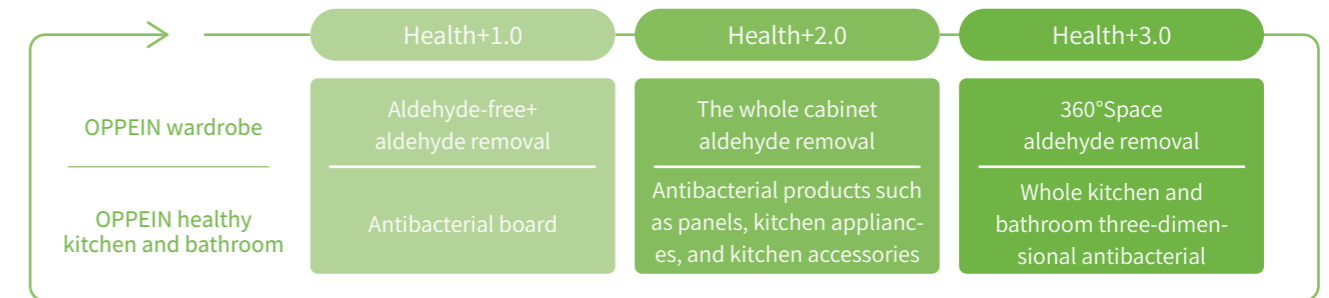 Health+1.0
Health+2.0
Health+3.0
OPPEIN wardrobe
Aldehyde-free+
aldehyde removal
The whole cabinet
aldehyde removal
360°Space
aldehyde removal
OPPEIN healthy
kitchen and bathroom
Antibacterial board
Antibacterial products such
as panels, kitchen applianc-
es, and kitchen accessories
Whole kitchen and
bathroom three-dimen-
sional antibacterial